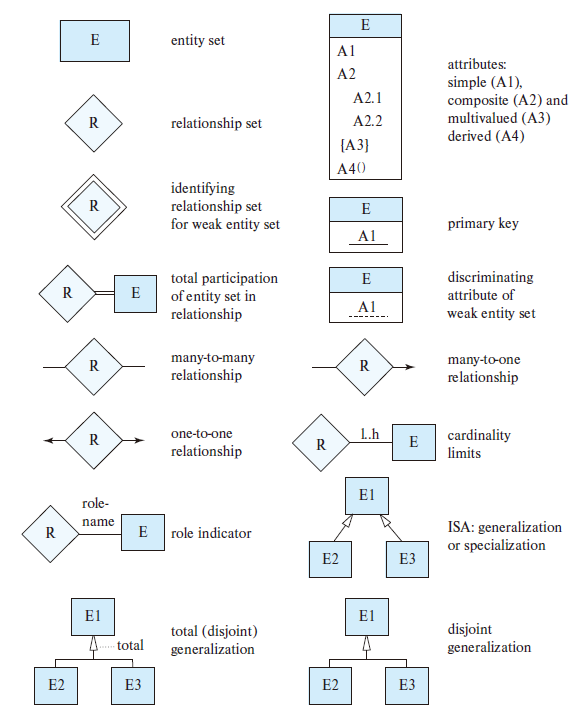 E
entity set
R
relationship set
R
identifying
relationship set
for weak entity set
R
E
total participation
of entity set in
relationship
R
many-to-many
relationship
R
one-to-one
relationship
R
role-
name
E
role indicator
E1
total
E2
E3
total (disjoint)
generalization
E
A1
A2
A2.1
A2.2
{A3}
A4()
attributes:
simple (A1),
composite (A2) and
multivalued (A3)
derived (A4)
E
A1
primary key
E
A1
discriminating
attribute of
weak entity set
R
many-to-one
relationship
R
l..h
E
cardinality
limits
E1
E2
E3
ISA: generalization
or specialization
E1
E2
E3
disjoint
generalization